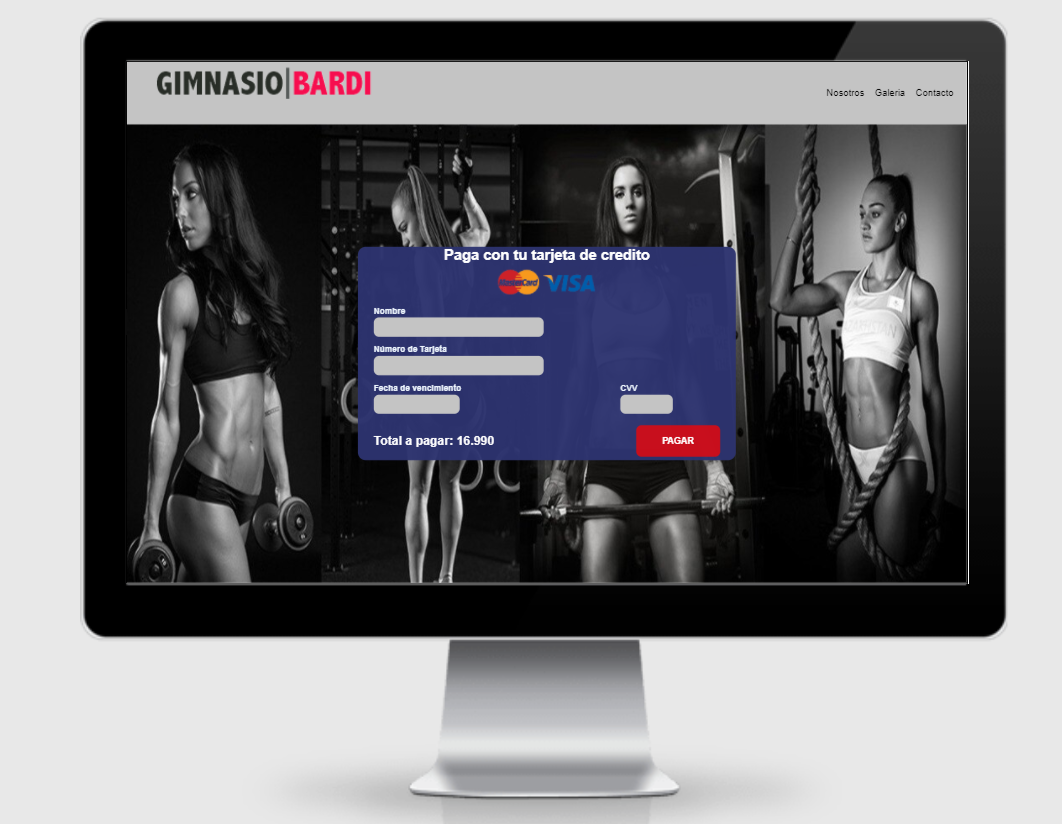 GIMNASIO|BARDI
Nosotros Galeria Contacto
Paga con tu tarjeta de credito
MasterCard VISA
Nombre
Número de Tarjeta
Fecha de vencimiento CVV
Total a pagar: 16.990 PAGAR